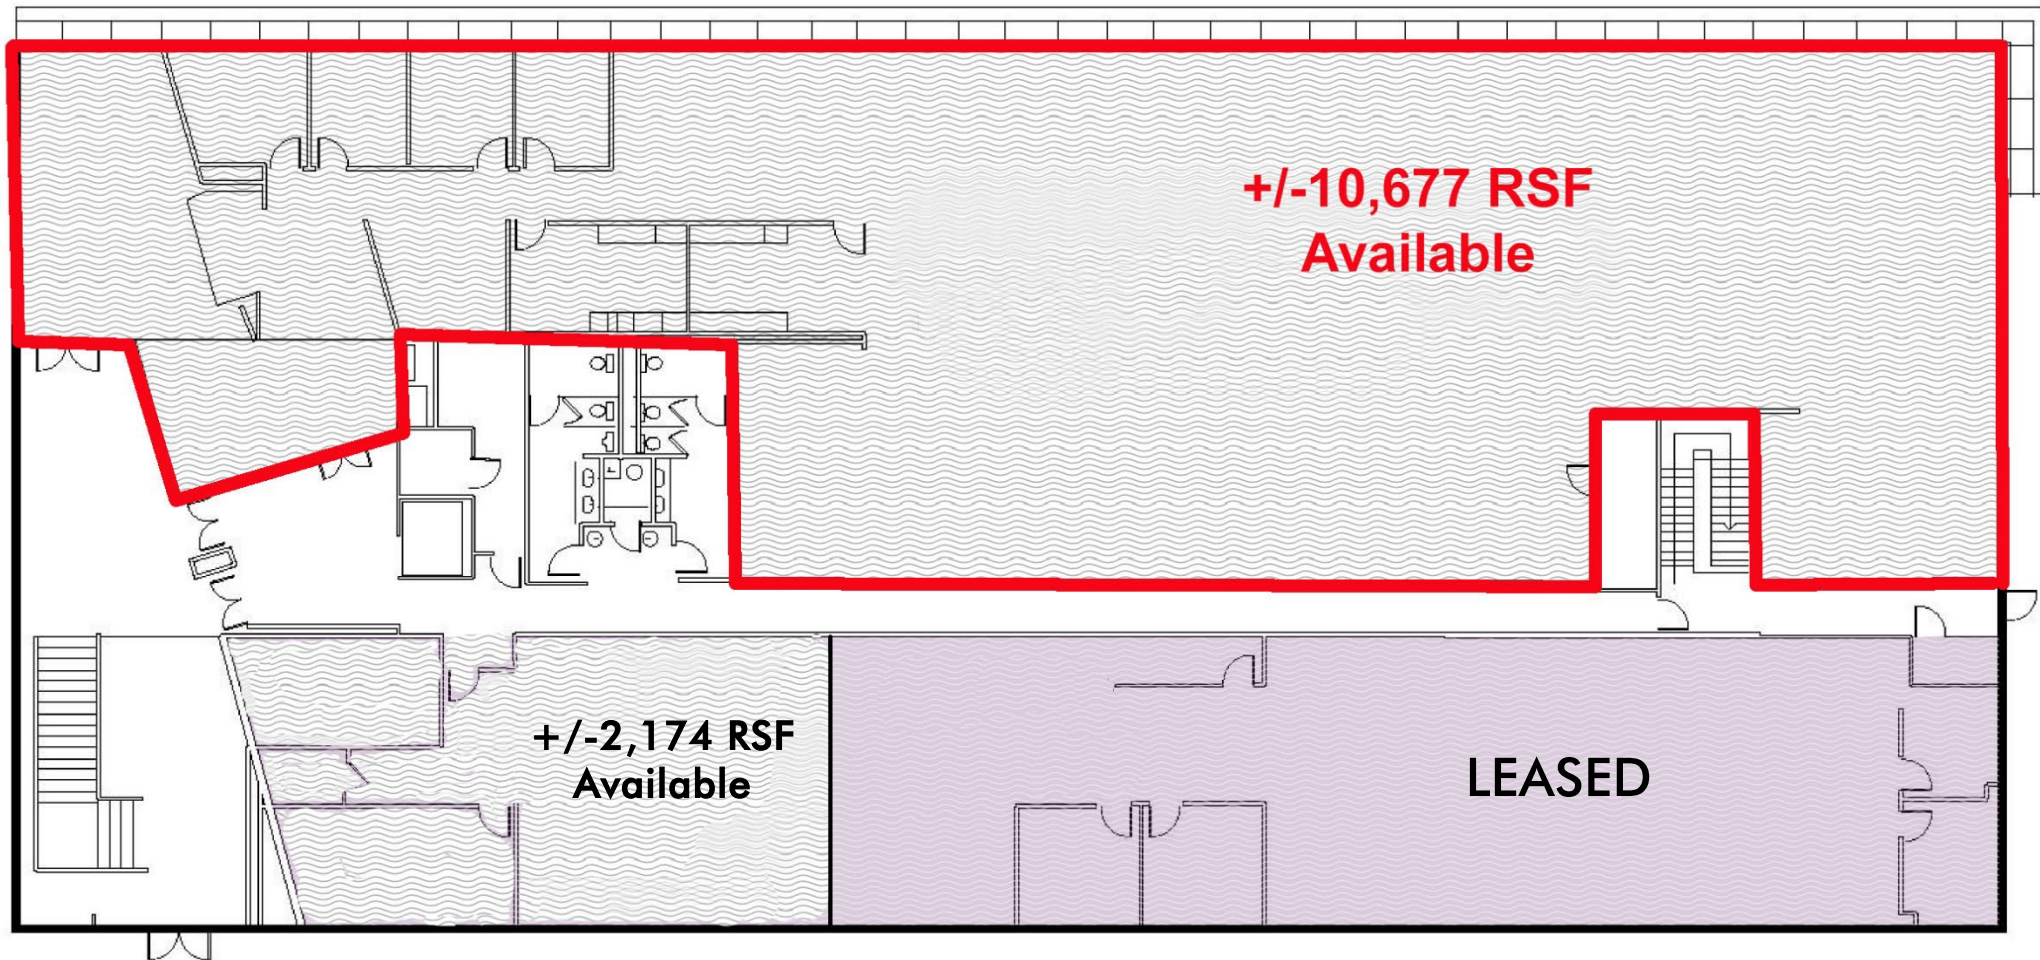 +/-10,677 RSF
Available
+/-2,174 RSF
Available
LEASED